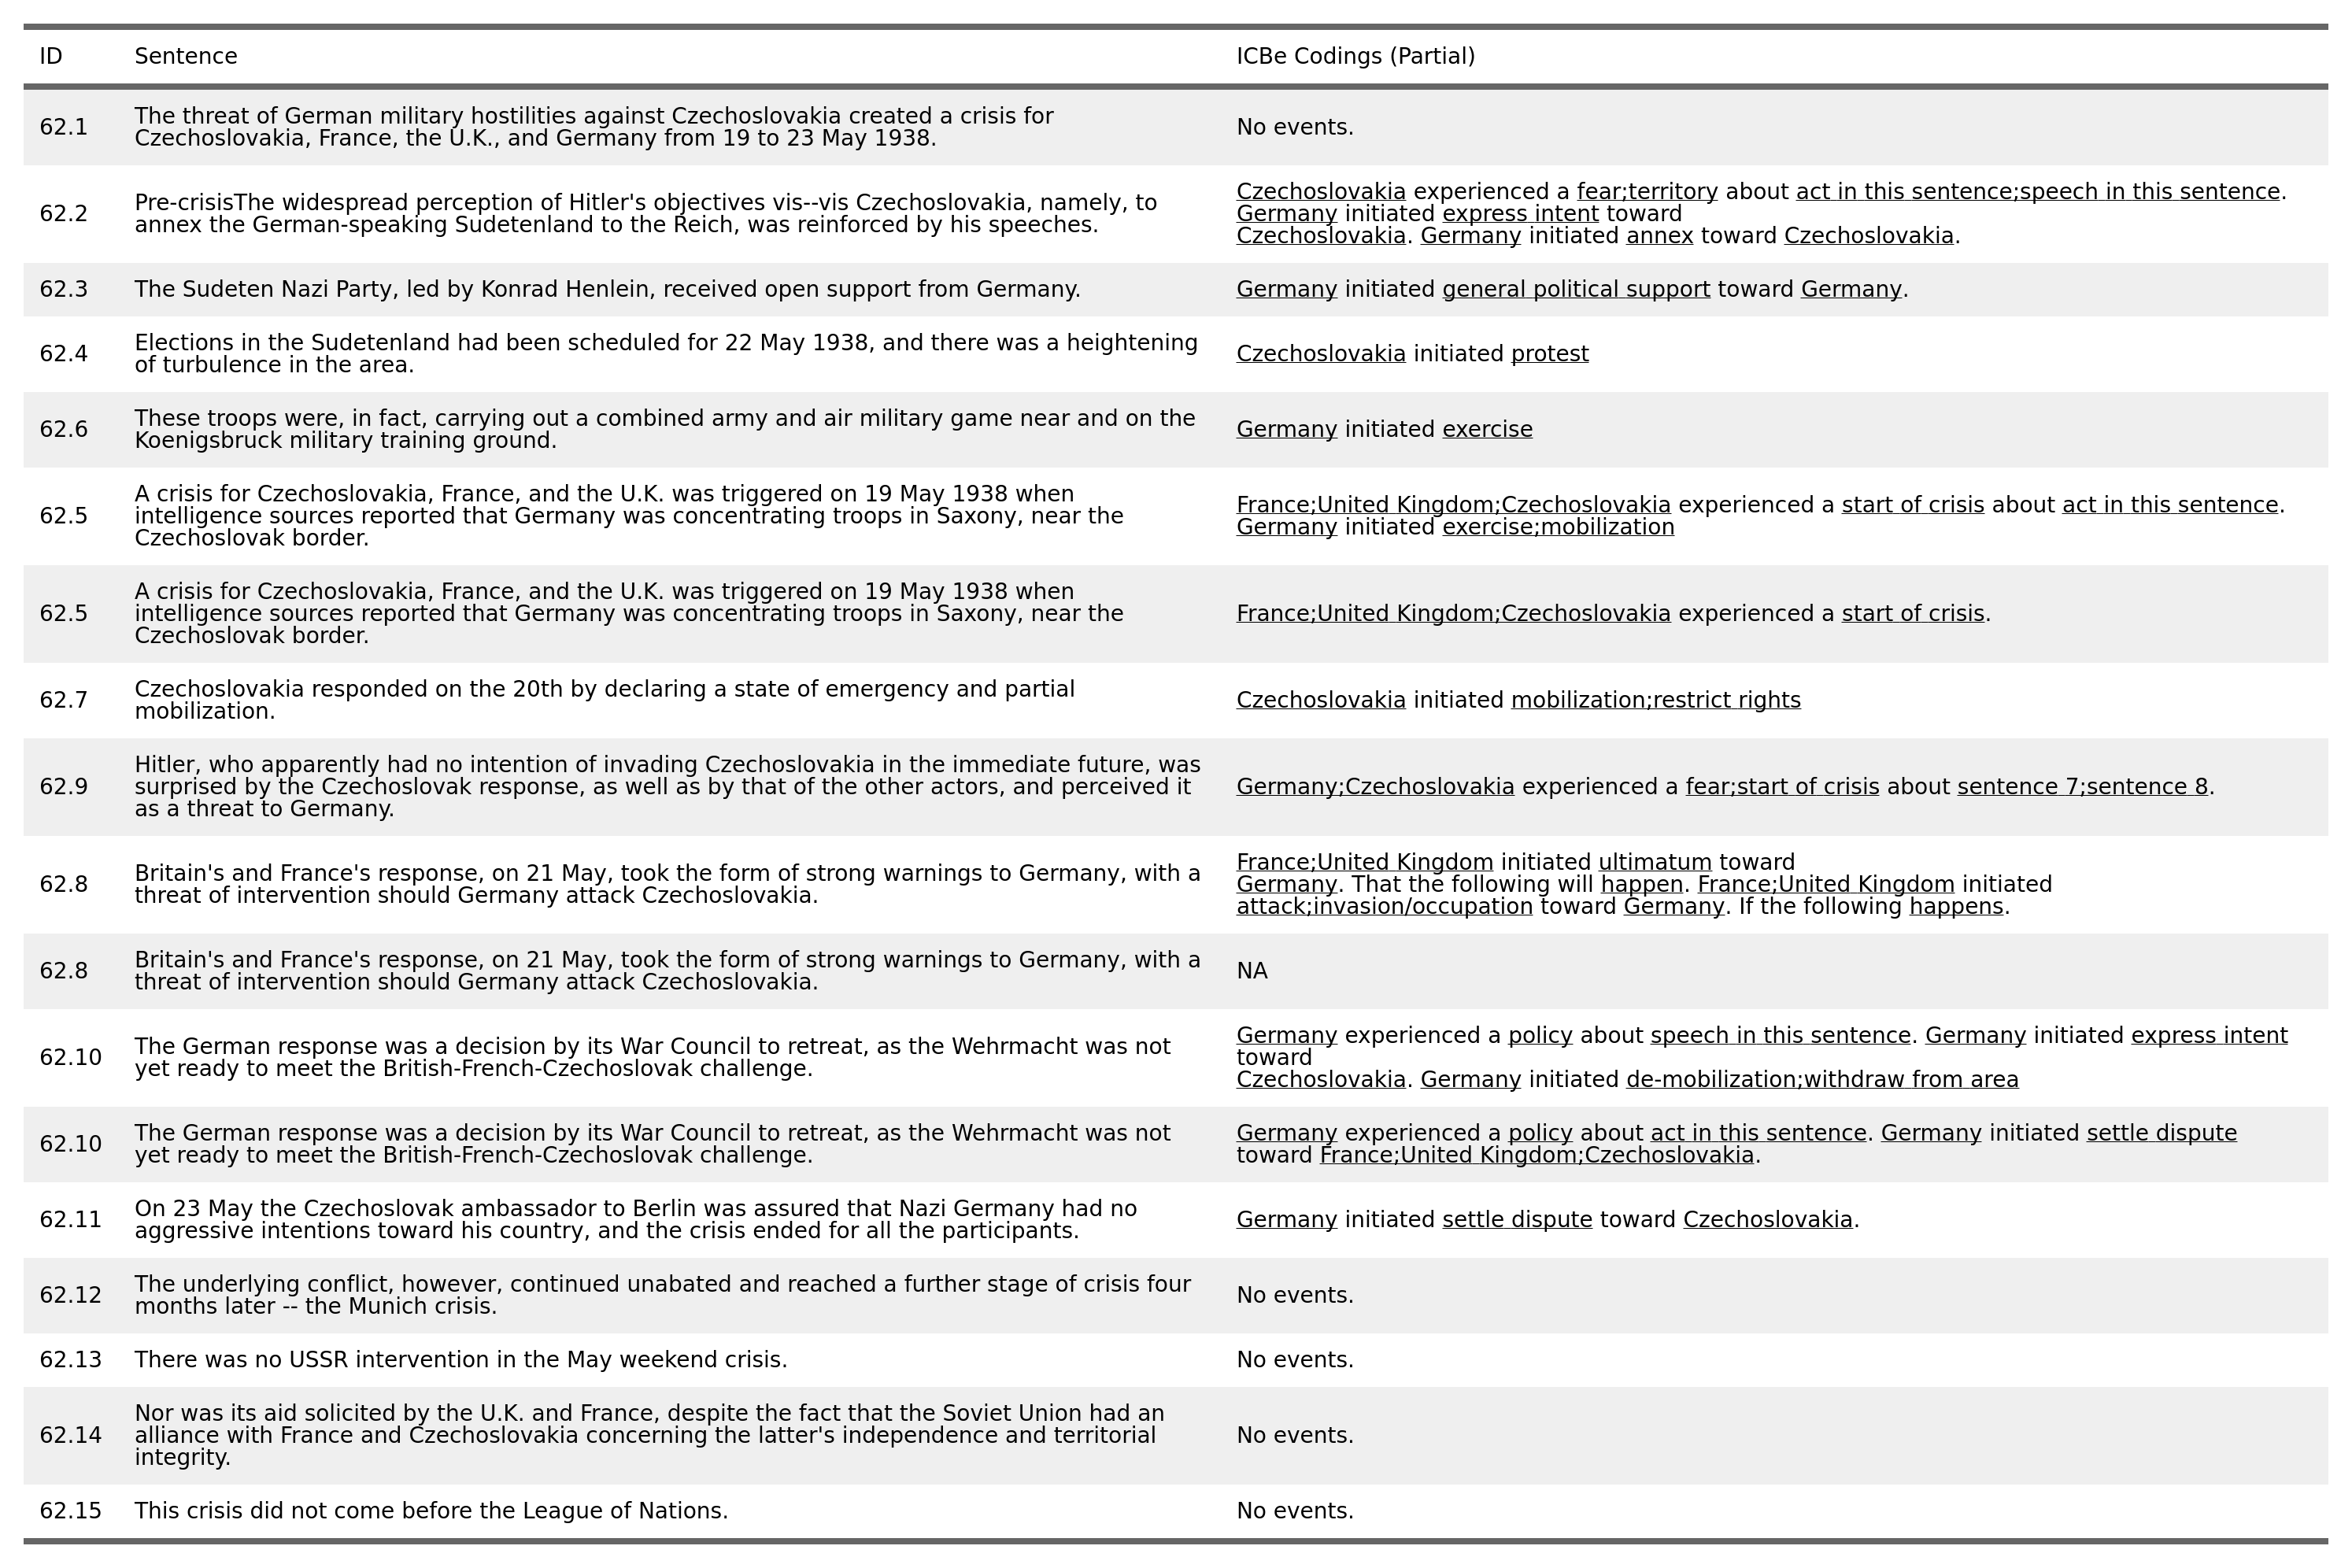 ID Sentence ICBe Codings (Partial)
62.1 The threat of German military hostilities against Czechoslovakia created a crisis for
Czechoslovakia, France, the U.K., and Germany from 19 to 23 May 1938.
No events.
62.2 Pre-crisisThe widespread perception of Hitler's objectives vis--vis Czechoslovakia, namely, to
annex the German-speaking Sudetenland to the Reich, was reinforced by his speeches.
Czechoslovakia experienced a fear;territory about act in this sentence;speech in this sentence.
Germany initiated express intent toward
Czechoslovakia. Germany initiated annex toward Czechoslovakia.
62.3 The Sudeten Nazi Party, led by Konrad Henlein, received open support from Germany.
Germany initiated general political support toward Germany.
62.4 Elections in the Sudetenland had been scheduled for 22 May 1938, and there was a heightening
of turbulence in the area.
Czechoslovakia initiated protest
62.6 These troops were, in fact, carrying out a combined army and air military game near and on the
Koenigsbruck military training ground.
Germany initiated exercise
62.5 A crisis for Czechoslovakia, France, and the U.K. was triggered on 19 May 1938 when
intelligence sources reported that Germany was concentrating troops in Saxony, near the
Czechoslovak border.
France;United Kingdom;Czechoslovakia experienced a start of crisis about act in this sentence.
Germany initiated exercise;mobilization
62.5 A crisis for Czechoslovakia, France, and the U.K. was triggered on 19 May 1938 when
intelligence sources reported that Germany was concentrating troops in Saxony, near the
Czechoslovak border.
France;United Kingdom;Czechoslovakia experienced a start of crisis.
62.7 Czechoslovakia responded on the 20th by declaring a state of emergency and partial
mobilization.
Czechoslovakia initiated mobilization;restrict rights
62.9 Hitler, who apparently had no intention of invading Czechoslovakia in the immediate future, was
surprised by the Czechoslovak response, as well as by that of the other actors, and perceived it
as a threat to Germany.
Germany;Czechoslovakia experienced a fear;start of crisis about sentence 7;sentence 8.
62.8 Britain's and France's response, on 21 May, took the form of strong warnings to Germany, with a
threat of intervention should Germany attack Czechoslovakia.
France;United Kingdom initiated ultimatum toward
Germany. That the following will happen. France;United Kingdom initiated
attack;invasion/occupation toward Germany. If the following happens.
62.8 Britain's and France's response, on 21 May, took the form of strong warnings to Germany, with a
threat of intervention should Germany attack Czechoslovakia.
NA
62.10 The German response was a decision by its War Council to retreat, as the Wehrmacht was not
yet ready to meet the British-French-Czechoslovak challenge.
Germany experienced a policy about speech in this sentence. Germany initiated express intent
toward
Czechoslovakia. Germany initiated de-mobilization;withdraw from area
62.10 The German response was a decision by its War Council to retreat, as the Wehrmacht was not
yet ready to meet the British-French-Czechoslovak challenge.
Germany experienced a policy about act in this sentence. Germany initiated settle dispute
toward France;United Kingdom;Czechoslovakia.
62.11 On 23 May the Czechoslovak ambassador to Berlin was assured that Nazi Germany had no
aggressive intentions toward his country, and the crisis ended for all the participants.
Germany initiated settle dispute toward Czechoslovakia.
62.12 The underlying conflict, however, continued unabated and reached a further stage of crisis four
months later -- the Munich crisis.
No events.
62.13 There was no USSR intervention in the May weekend crisis.
No events.
62.14 Nor was its aid solicited by the U.K. and France, despite the fact that the Soviet Union had an
alliance with France and Czechoslovakia concerning the latter's independence and territorial
integrity.
No events.
62.15 This crisis did not come before the League of Nations.
No events.